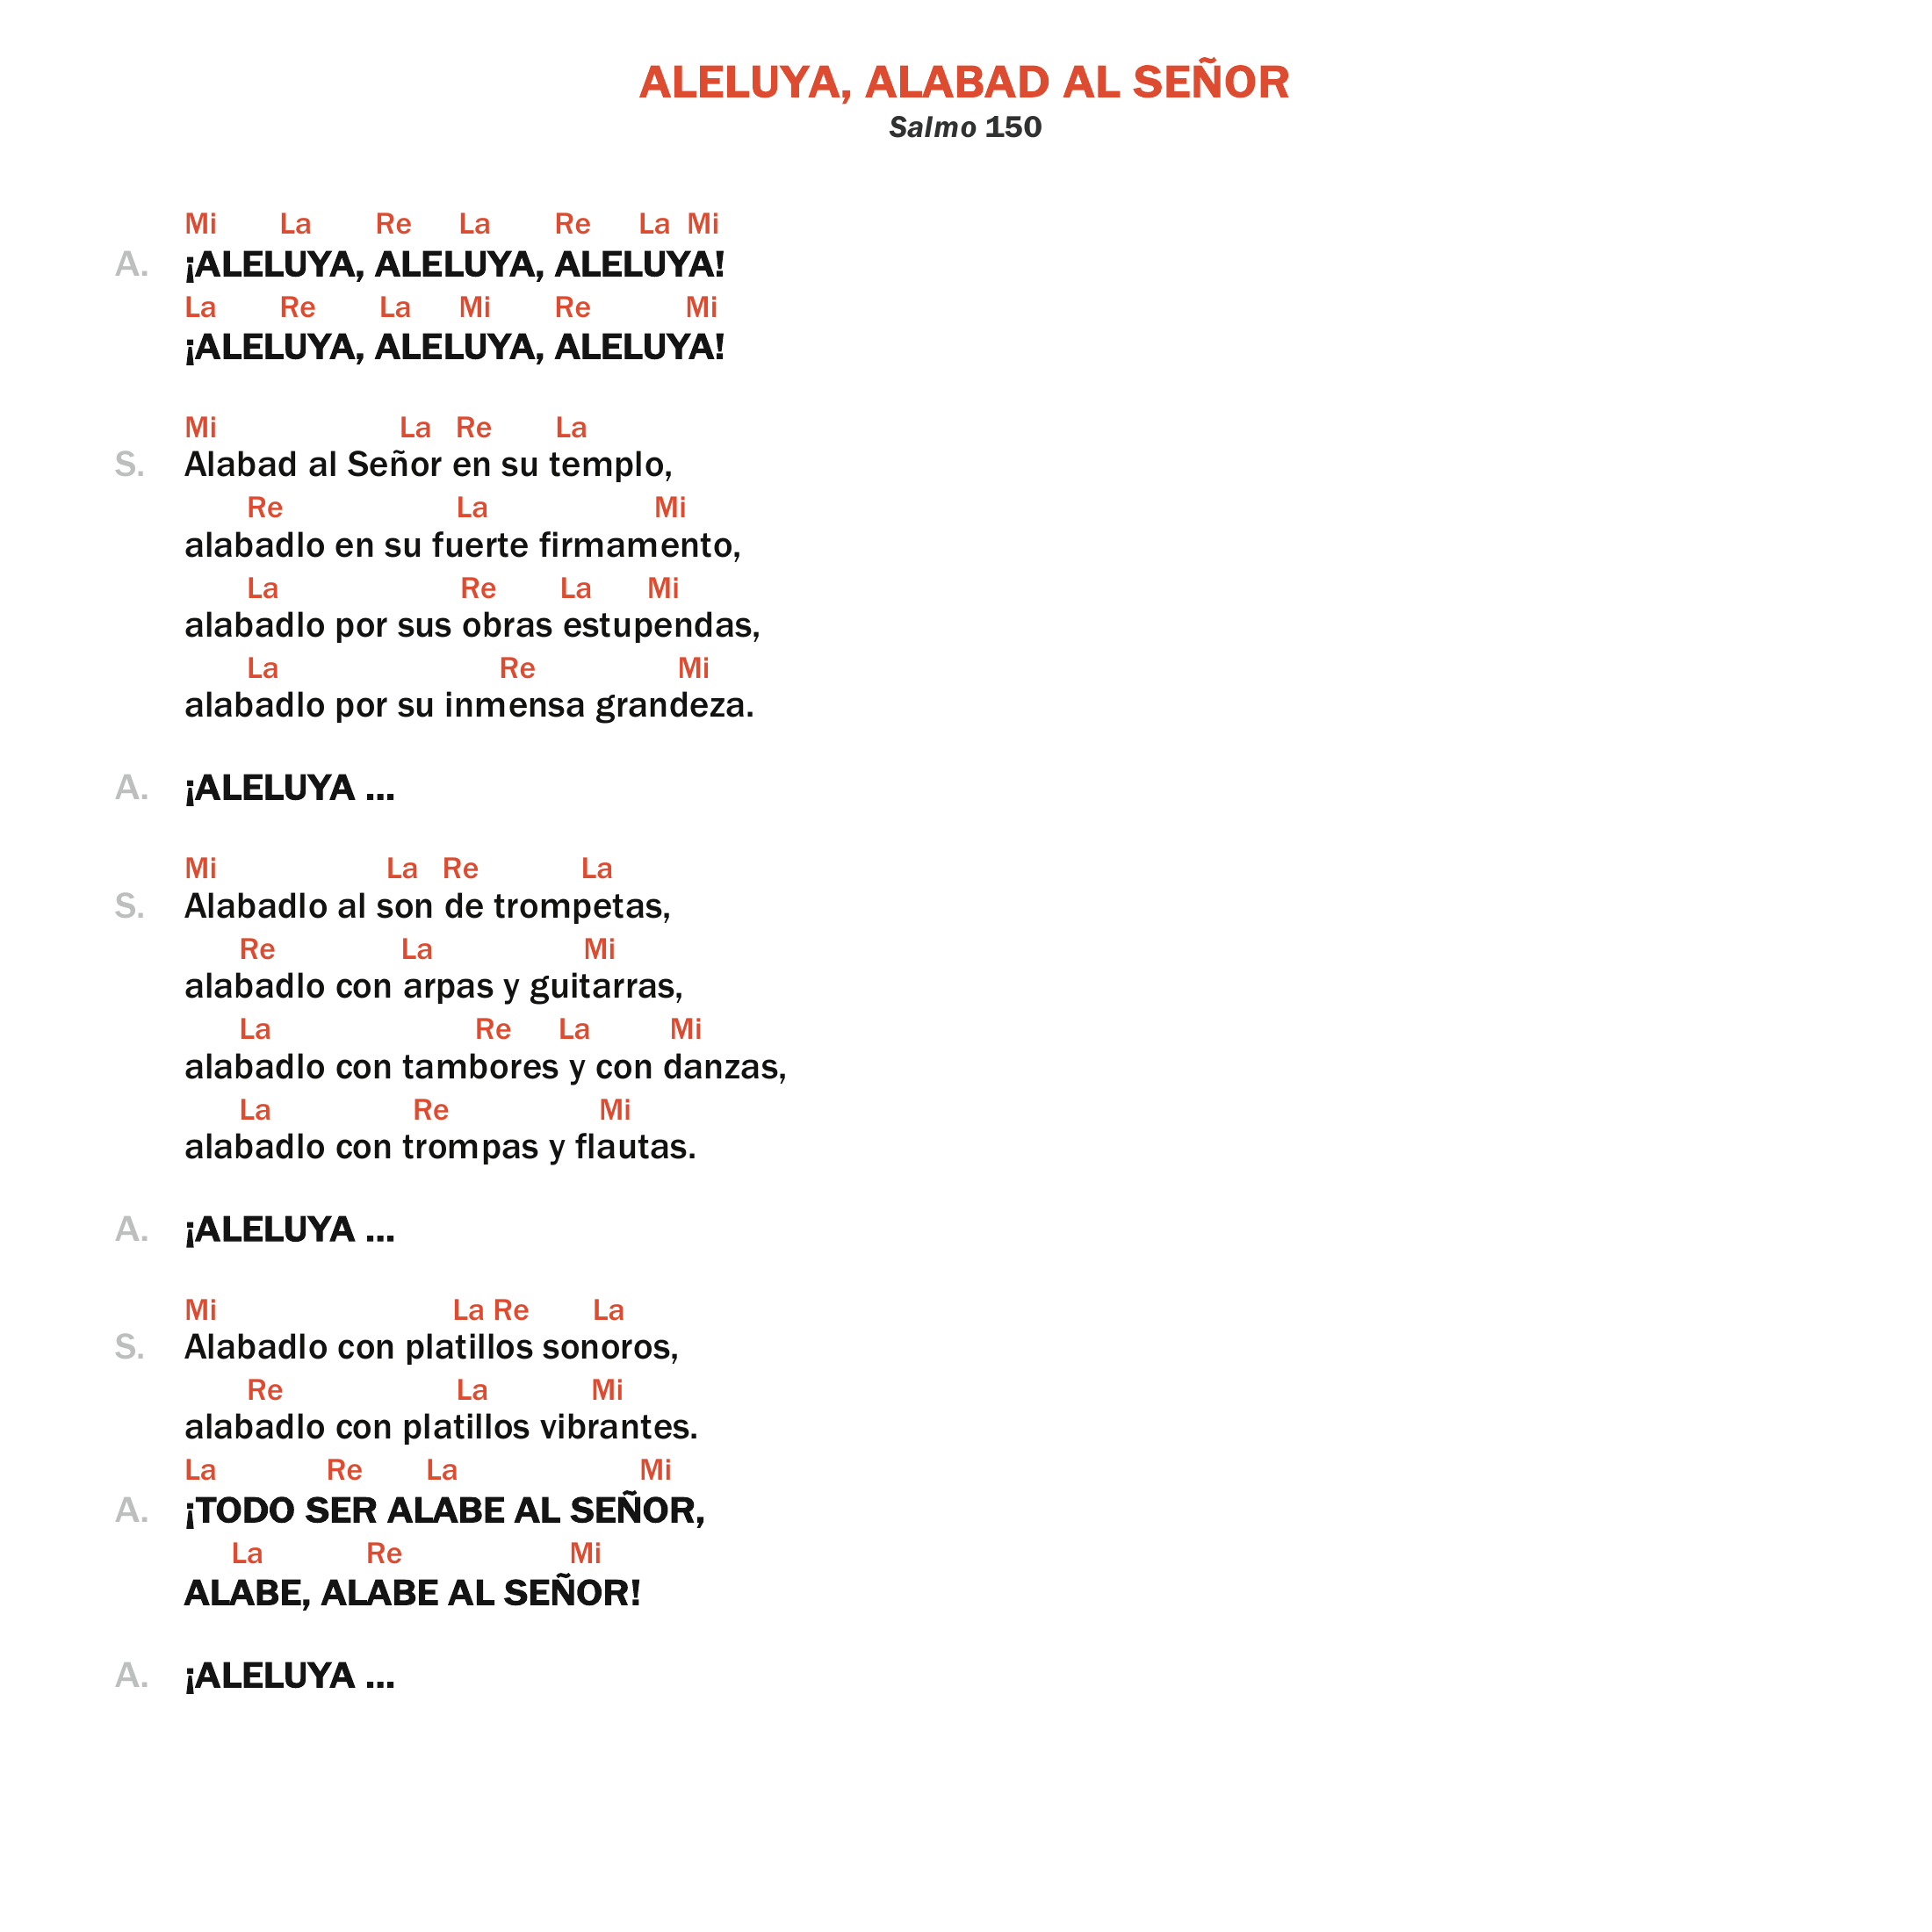 ALELUYA, ALABAD AL SEÑOR
Salmo 150
Mi La Re La Re La Mi
A. ¡ALELUYA, ALELUYA, ALELUYA!
La Re La Mi Re Mi
¡ALELUYA, ALELUYA, ALELUYA!
Mi La Re La
S. Alabad al Señor en su templo,
Re La Mi
alabadlo en su fuerte firmamento,
La Re La Mi
alabadlo por sus obras estupendas,
La Re Mi
alabadlo por su inmensa grandeza.
A. ¡ALELUYA ...
Mi La Re La
S. Alabadlo al son de trompetas,
Re La Mi
alabadlo con arpas y guitarras,
La Re La Mi
alabadlo con tambores y con danzas,
La Re Mi
alabadlo con trompas y flautas.
A. ¡ALELUYA ...
Mi La Re La
S. Alabadlo con platillos sonoros,
Re La Mi
alabadlo con platillos vibrantes.
La Re La Mi
A. ¡TODO SER ALABE AL SEÑOR,
La Re Mi
ALABE, ALABE AL SEÑOR!
A. ¡ALELUYA ...